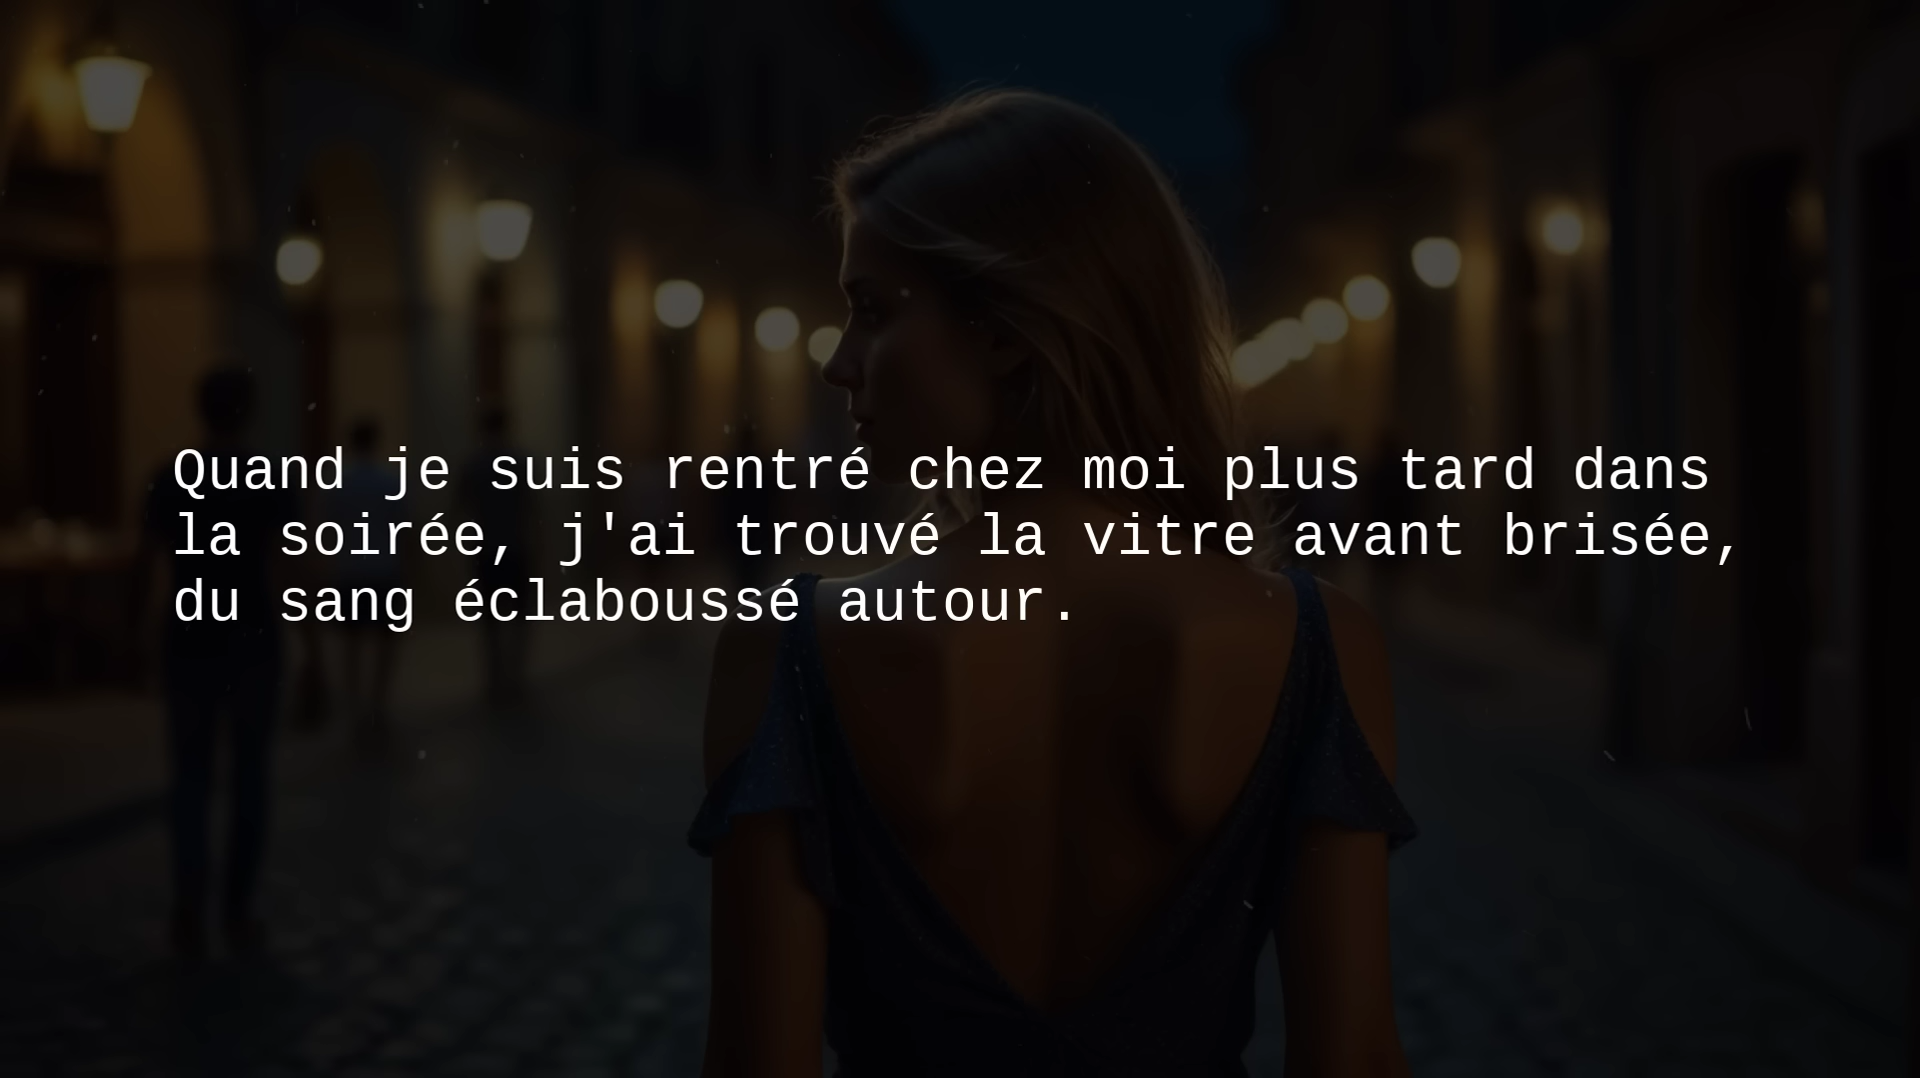 Quand je suis rentré chez moi plus tard dans
la soirée, j'ai trouvé la vitre avant brisée,
du sang éclaboussé autour.